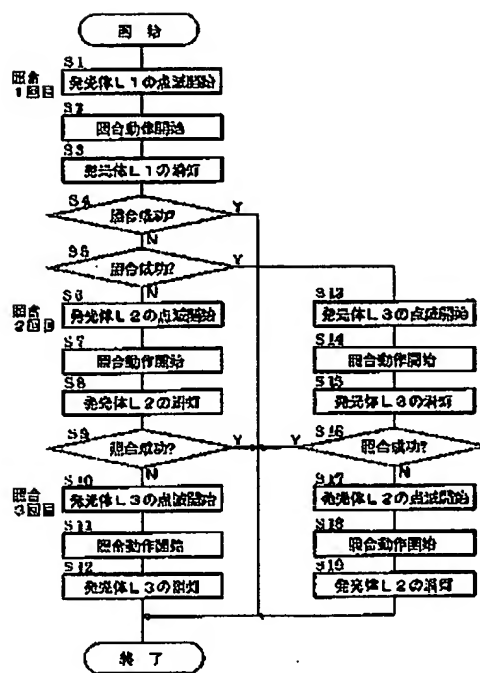 開 始
S1
照合
1回目
発光体L1の点滅開始
S2
照合動作開始
S3
発光体L1の消灯
S4
照合成功?
Y
N
S5
照合成功?
Y
N
S6
照合
2回目
発光体L2の点滅開始
S7
照合動作開始
S8
発光体L2の消灯
S9
照合成功?
Y
N
S10
照合
3回目
発光体L3の点滅開始
S11
照合動作開始
S12
発光体L3の消灯
S13
発光体L3の点滅開始
S14
照合動作開始
S15
発光体L3の消灯
S16
Y
照合成功?
N
S17
発光体L2の点滅開始
S18
照合動作開始
S19
発光体L2の消灯
終 了